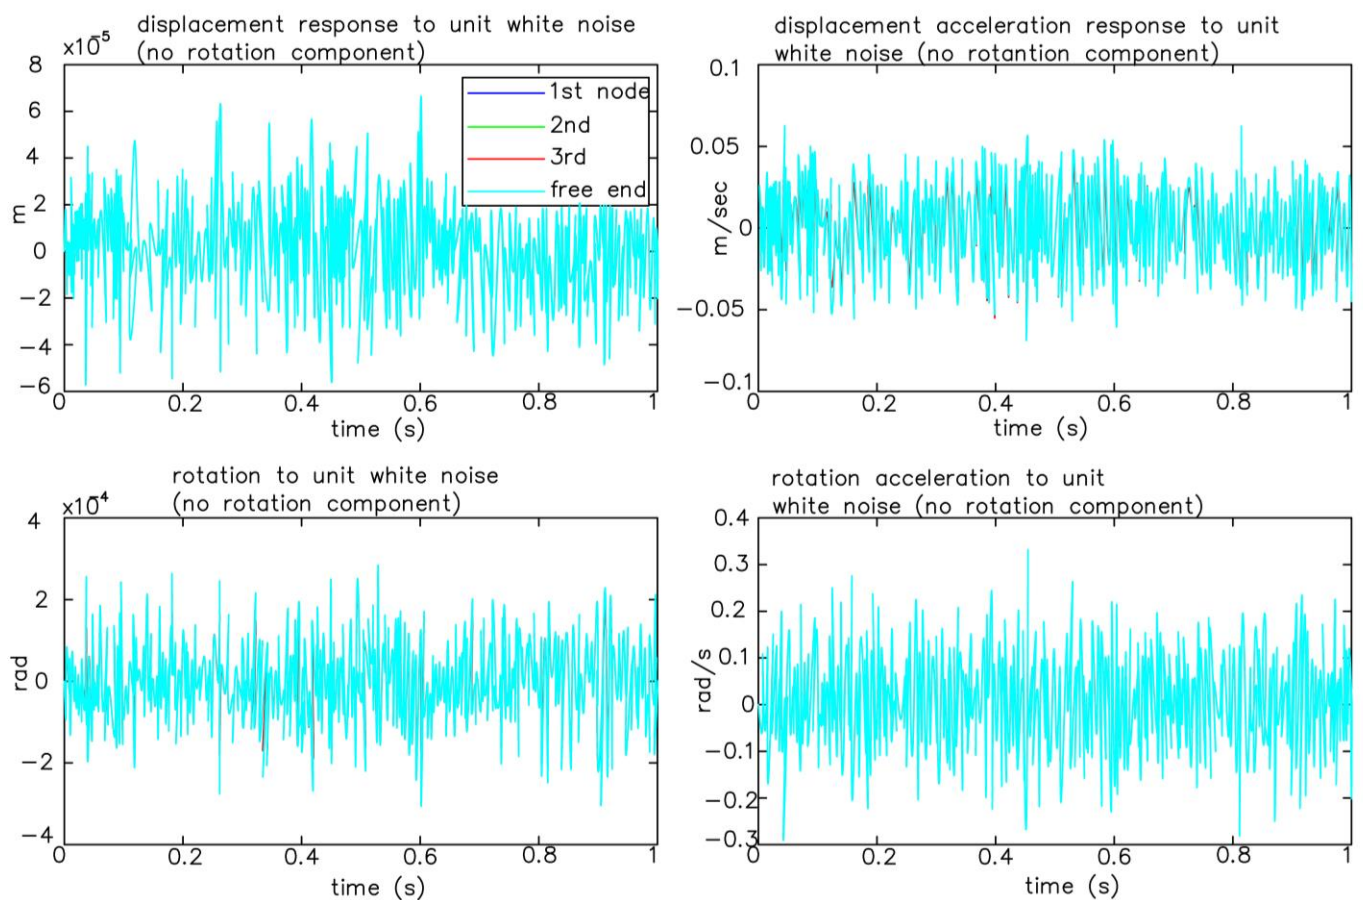 displacement response to unit white noise
(no rotation component)
×10⁻⁵
8
6
4
2
0
−2
−4
−6
m
1st node
2nd
3rd
free end
0 0.2 0.4 0.6 0.8 1
time (s)
displacement acceleration response to unit
white noise (no rotantion component)
0.1
0.05
0
−0.05
−0.1
m/sec
0 0.2 0.4 0.6 0.8 1
time (s)
rotation to unit white noise
(no rotation component)
×10⁻⁴
4
2
0
−2
−4
rad
0 0.2 0.4 0.6 0.8 1
time (s)
rotation acceleration to unit
white noise (no rotation component)
0.4
0.3
0.2
0.1
0
−0.1
−0.2
−0.3
rad/s
0 0.2 0.4 0.6 0.8 1
time (s)